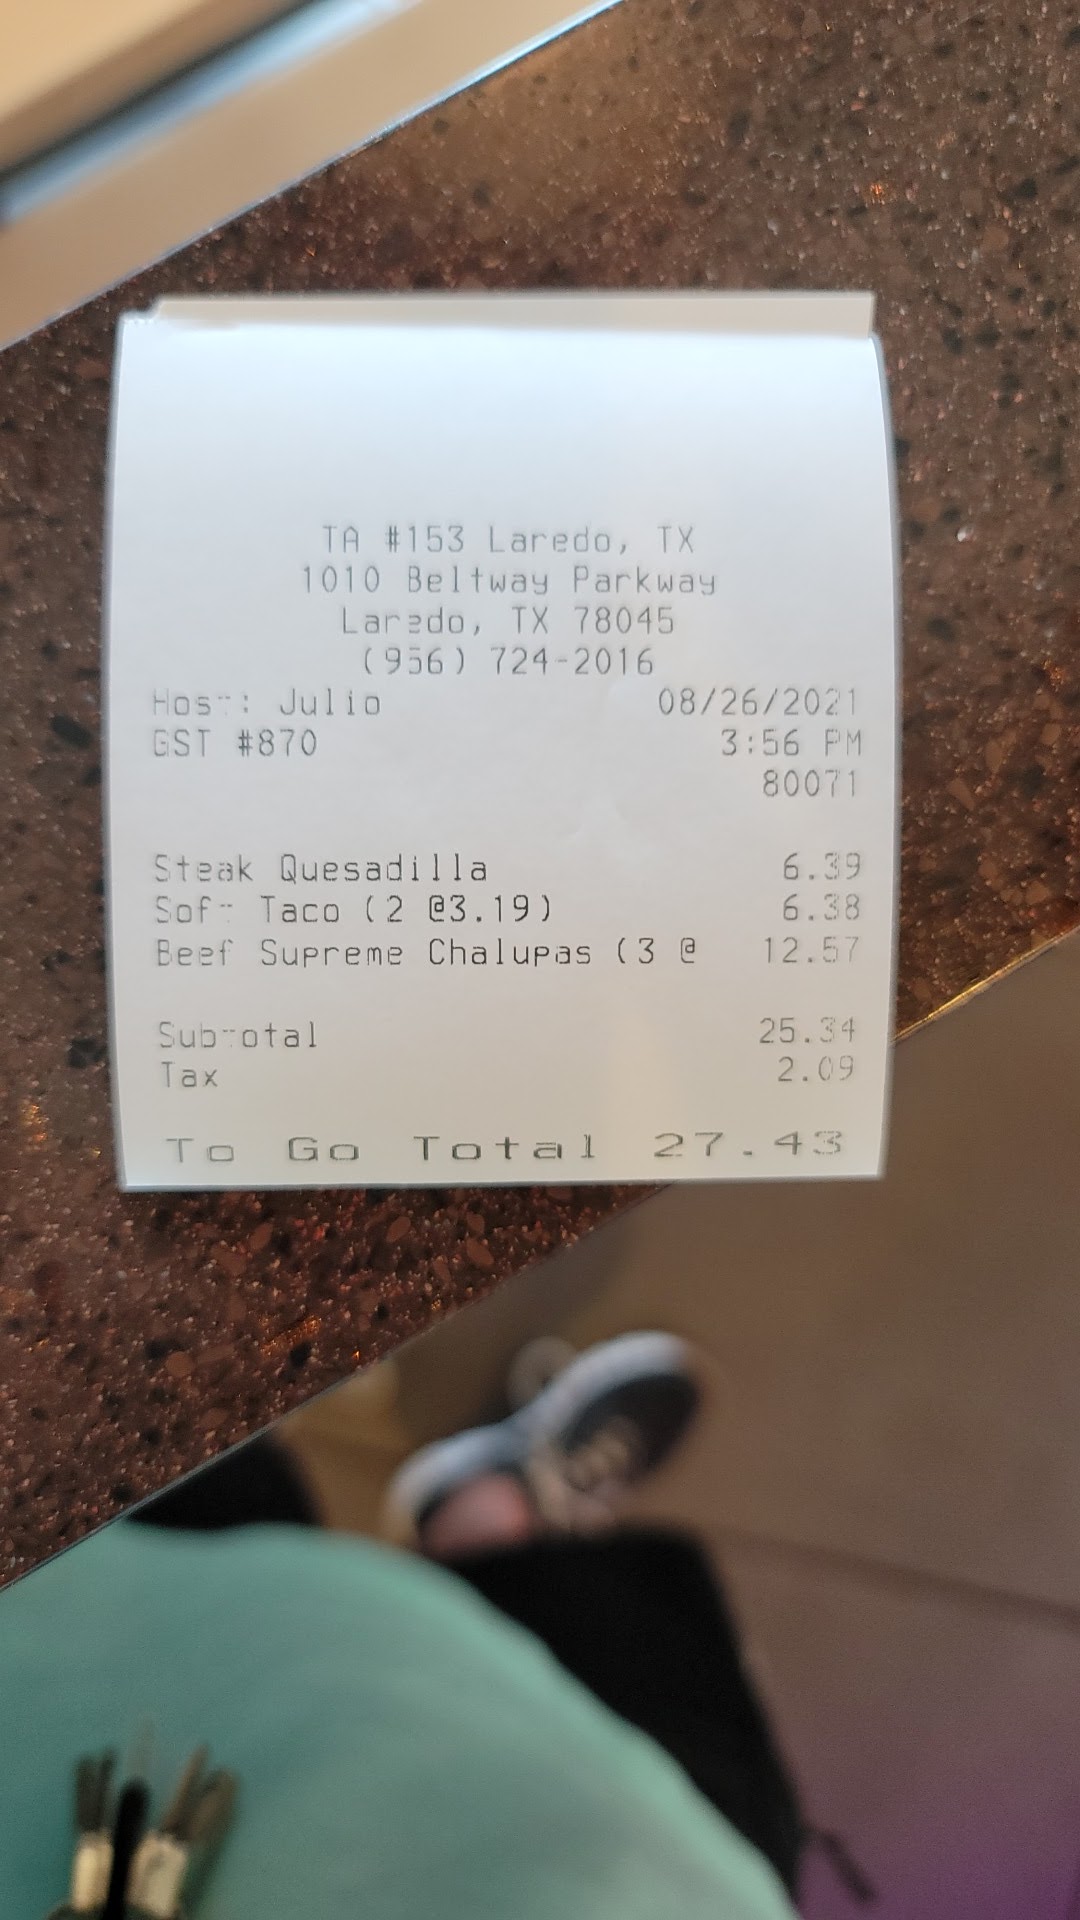 TA #153 Laredo, TX
1010 Beltway Parkway
Laredo, TX 78045
(956) 724-2016
Host: Julio 08/26/2021
GST #870 3:56 PM
80071
Steak Quesadilla 6.39
Soft Taco (2 @3.19) 6.38
Beef Supreme Chalupas (3 @ 12.57
Subtotal 25.34
Tax 2.09
To Go Total 27.43